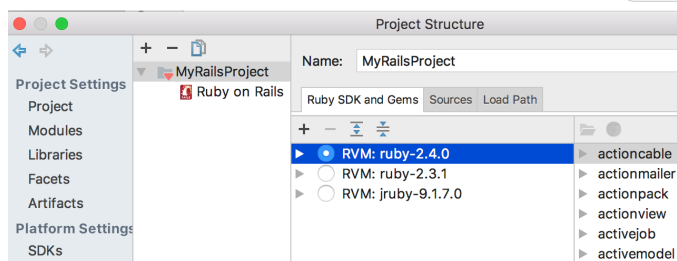 Project Structure
Project Settings
Project
Modules
Libraries
Facets
Artifacts
Platform Settings
SDKs
MyRailsProject
Ruby on Rails
Name: MyRailsProject
Ruby SDK and Gems Sources Load Path
RVM: ruby-2.4.0
RVM: ruby-2.3.1
RVM: jruby-9.1.7.0
actioncable
actionmailer
actionpack
actionview
activejob
activemodel